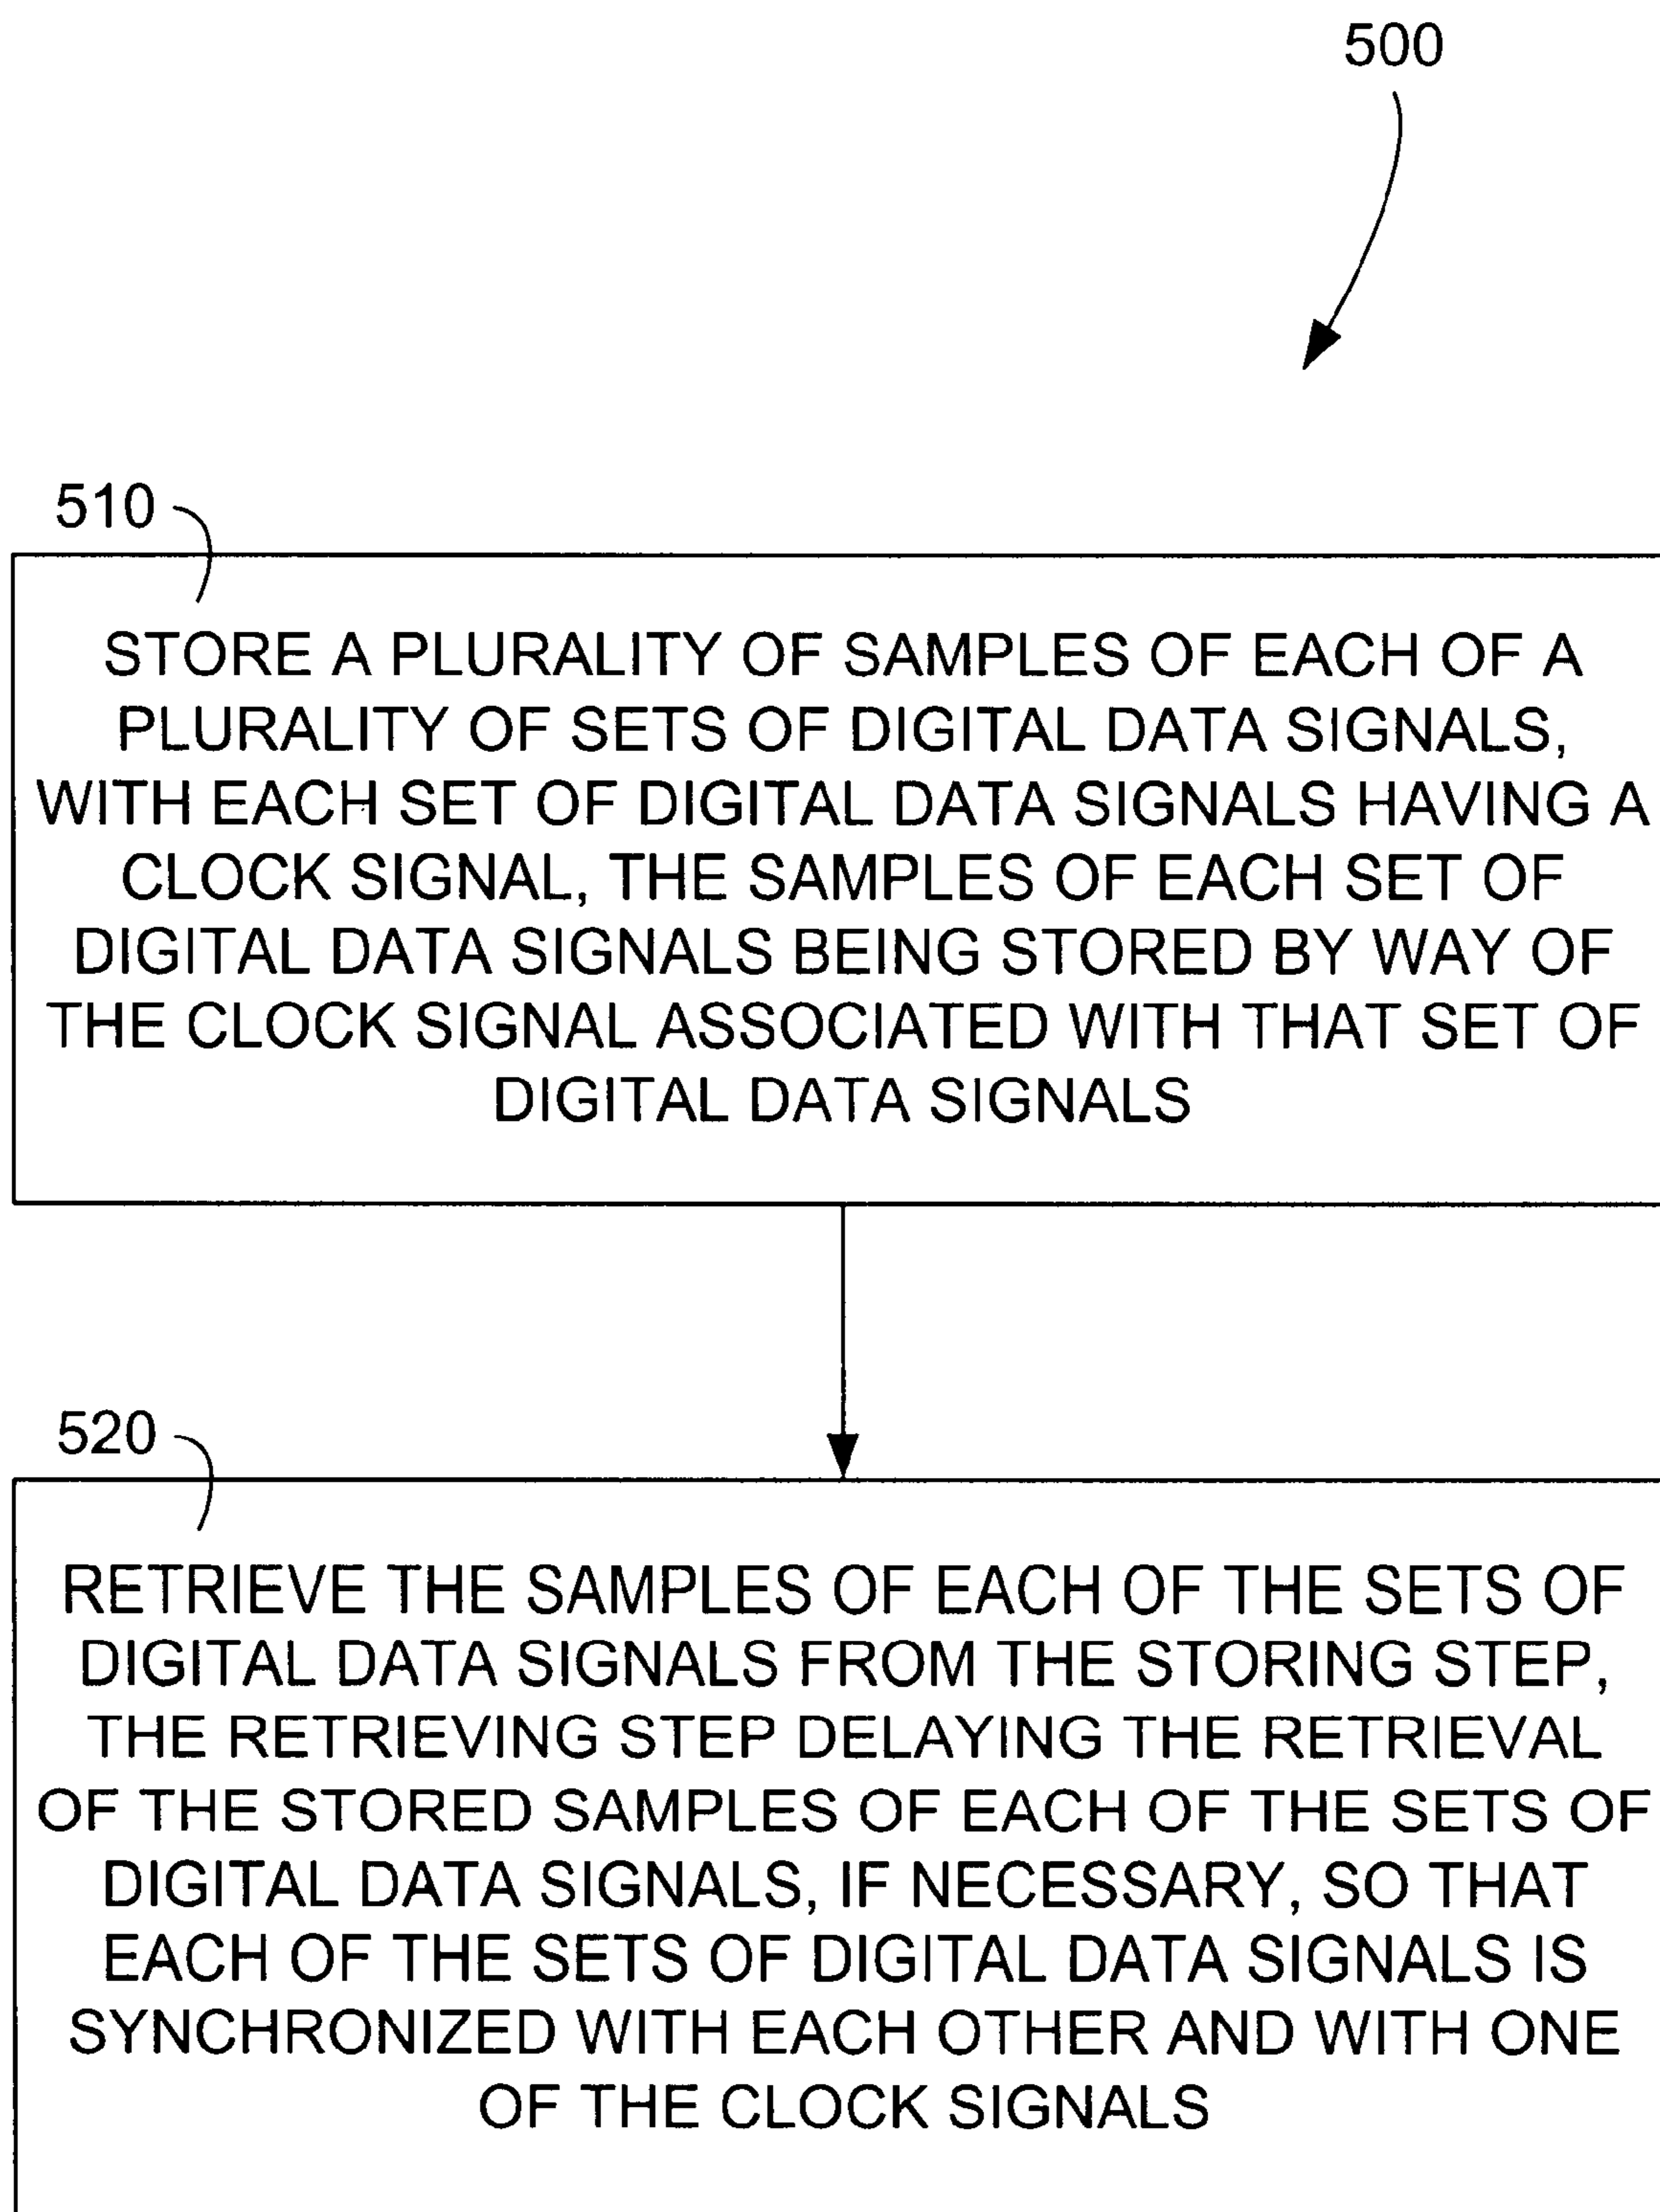 500
510
STORE A PLURALITY OF SAMPLES OF EACH OF A
PLURALITY OF SETS OF DIGITAL DATA SIGNALS,
WITH EACH SET OF DIGITAL DATA SIGNALS HAVING A
CLOCK SIGNAL, THE SAMPLES OF EACH SET OF
DIGITAL DATA SIGNALS BEING STORED BY WAY OF
THE CLOCK SIGNAL ASSOCIATED WITH THAT SET OF
DIGITAL DATA SIGNALS
520
RETRIEVE THE SAMPLES OF EACH OF THE SETS OF
DIGITAL DATA SIGNALS FROM THE STORING STEP,
THE RETRIEVING STEP DELAYING THE RETRIEVAL
OF THE STORED SAMPLES OF EACH OF THE SETS OF
DIGITAL DATA SIGNALS, IF NECESSARY, SO THAT
EACH OF THE SETS OF DIGITAL DATA SIGNALS IS
SYNCHRONIZED WITH EACH OTHER AND WITH ONE
OF THE CLOCK SIGNALS